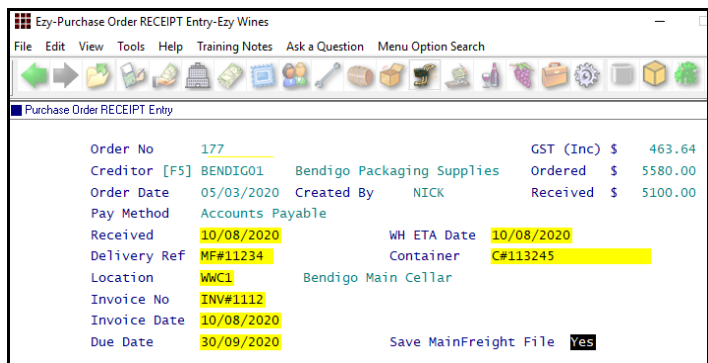 Ezy-Purchase Order RECEIPT Entry-Ezy Wines
File Edit View Tools Help Training Notes Ask a Question Menu Option Search
Purchase Order RECEIPT Entry
Order No 177 GST (Inc) $ 463.64
Creditor [F5] BENDIG01 Bendigo Packaging Supplies Ordered $ 5580.00
Order Date 05/03/2020 Created By NICK Received $ 5100.00
Pay Method Accounts Payable
Received 10/08/2020 WH ETA Date 10/08/2020
Delivery Ref MF#11234 Container C#113245
Location WWC1 Bendigo Main Cellar
Invoice No INV#1112
Invoice Date 10/08/2020
Due Date 30/09/2020 Save MainFreight File Yes